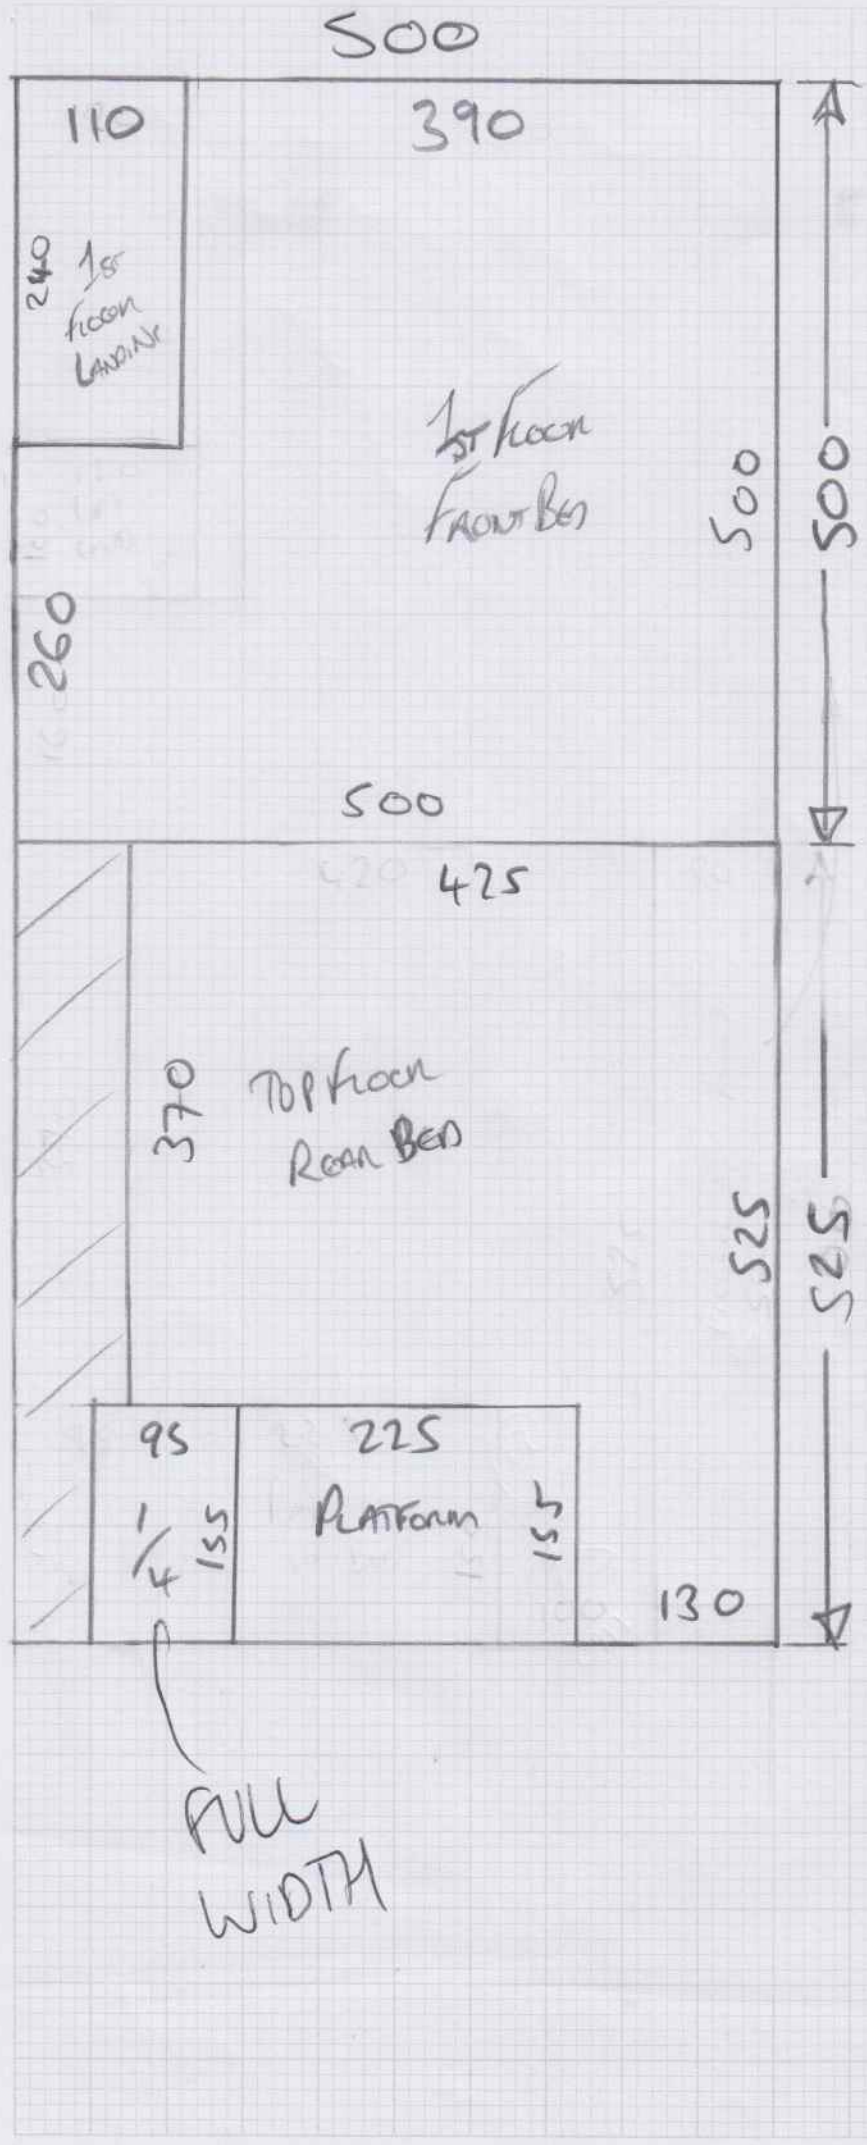 500
110
390
240
1ST
FLOOR
LANDING
1ST FLOOR
FRONT BED
500
500
260
500
425
370
TOP FLOOR
REAR BED
525
525
95
225
1/4
155
PLATFORM
155
130
FULL
WIDTH